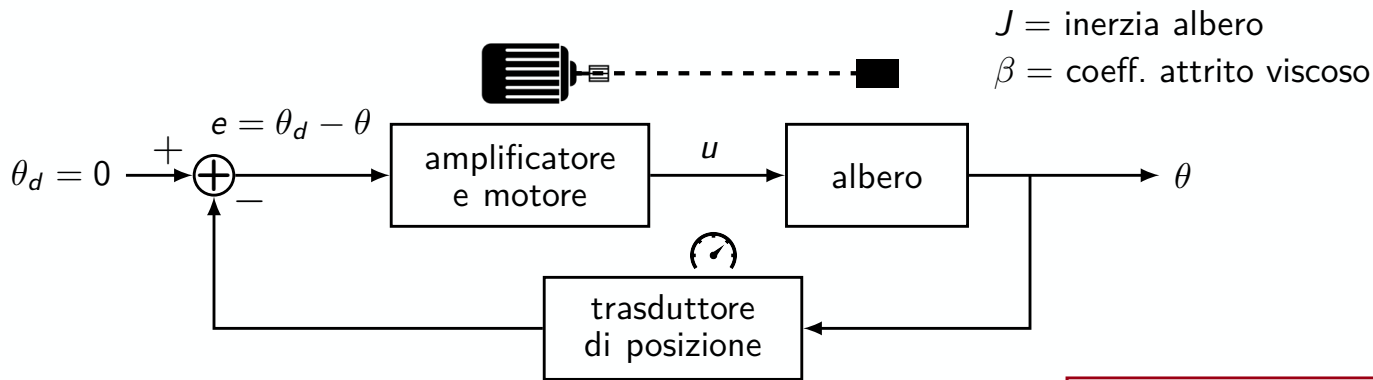 J = inerzia albero
β = coeff. attrito viscoso
e = θ_d − θ
θ_d = 0
+
−
amplificatore
e motore
u
albero
θ
trasduttore
di posizione